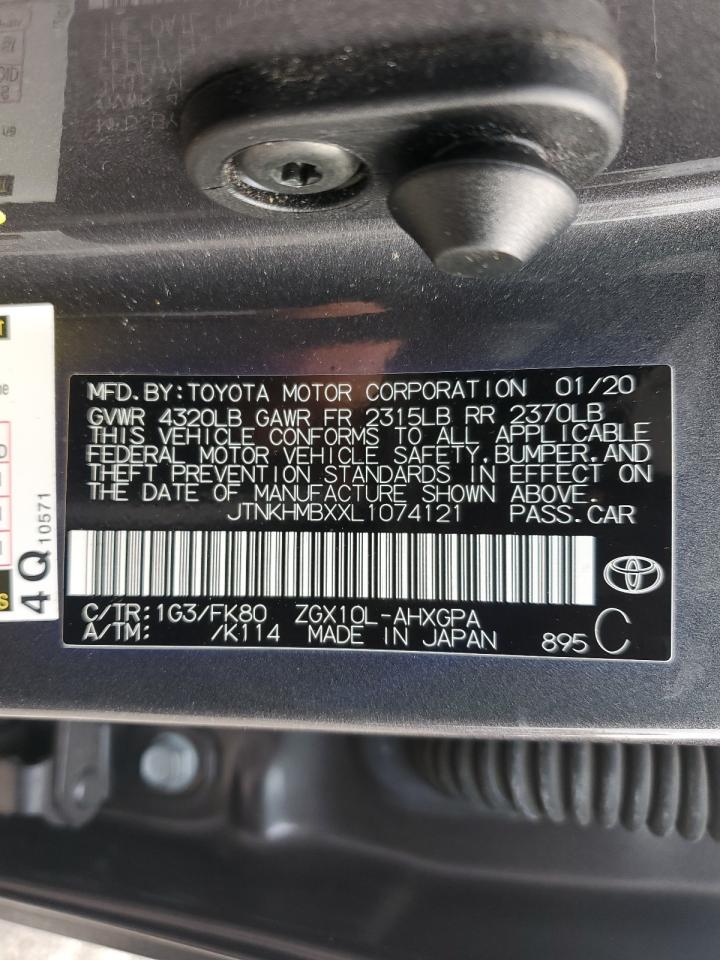 MFD. BY: TOYOTA MOTOR CORPORATION 01/20
GVWR 4320LB GAWR FR 2315LB RR 2370LB
THIS VEHICLE CONFORMS TO ALL APPLICABLE
FEDERAL MOTOR VEHICLE SAFETY, BUMPER, AND
THEFT PREVENTION STANDARDS IN EFFECT ON
THE DATE OF MANUFACTURE SHOWN ABOVE.
JTNKHMBXXL1074121 PASS. CAR
C/TR: 1G3/FK80 ZGX10L-AHXGPA
A/TM: /K114 MADE IN JAPAN 895 C
4Q 10571